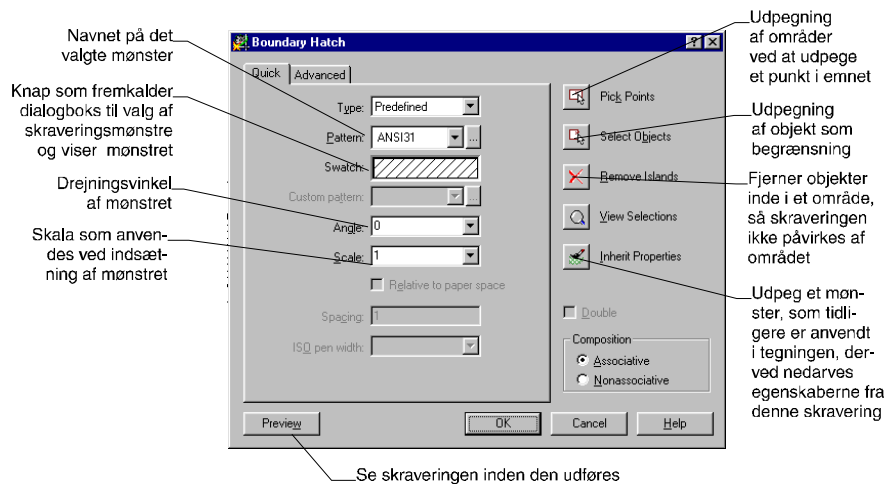 Navnet på det
valgte mønster
Knap som fremkalder
dialogboks til valg af
skraveringsmønstre
og viser mønstret
Drejningsvinkel
af mønstret
Skala som anven-
des ved indsæt-
ning af mønstret
Boundary Hatch
Quick
Advanced
Type: Predefined
Pattern: ANSI31 ...
Swatch:
Custom pattern: ...
Angle: 0
Scale: 1
Relative to paper space
Spacing: 1
ISO pen width:
Pick Points
Select Objects
Remove Islands
View Selections
Inherit Properties
Double
Composition
Associative
Nonassociative
Preview
OK
Cancel
Help
Udpegning
af områder
ved at udpege
et punkt i emnet
Udpegning
af objekt som
begrænsning
Fjerner objekter
inde i et område,
så skraveringen
ikke påvirkes af
området
Udpeg et møn-
ster, som tidli-
gere er anvendt
i tegningen, der-
ved nedarves
egenskaberne fra
denne skravering
Se skraveringen inden den udføres